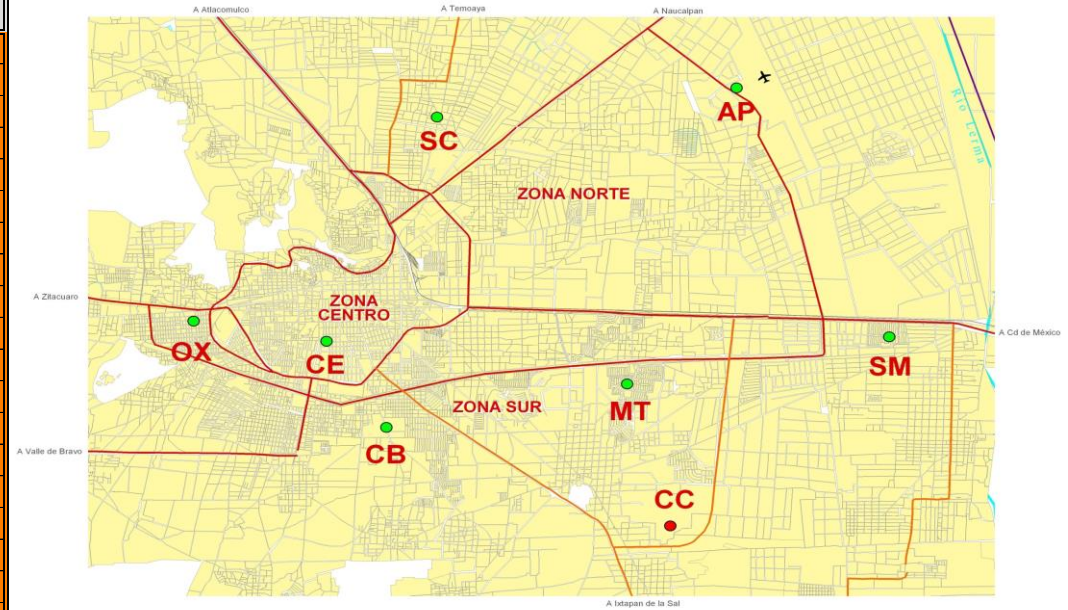 A Atlacomulco
A Temoaya
A Naucalpan
AP
SC
Río Lerma
ZONA NORTE
A Zitacuaro
ZONA
CENTRO
A Cd de México
OX
CE
SM
ZONA SUR
MT
A Valle de Bravo
CB
CC
A Ixtapan de la Sal